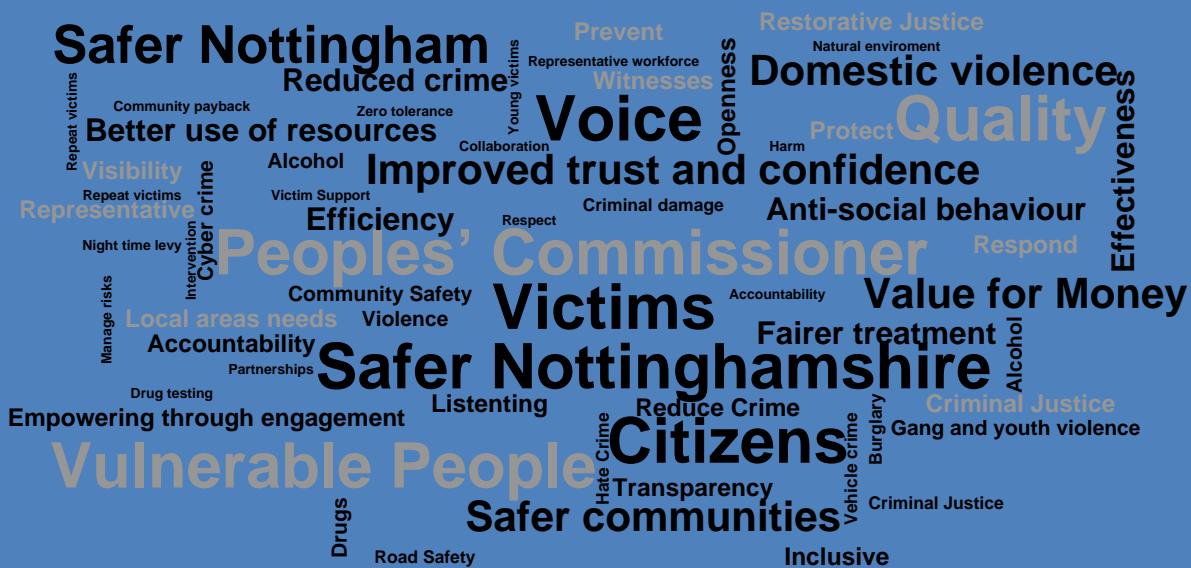 Restorative Justice
Safer Nottingham
Prevent
Natural enviroment
Representative workforce
Young victims
Openness
Domestic violence
Reduced crime
Witnesses
Effectiveness
Repeat victims
Community payback
Zero tolerance
Voice
Quality
Better use of resources
Protect
Collaboration
Harm
Visibility
Alcohol
Improved trust and confidence
Repeat victims
Cyber crime
Victim Support
Representative
Efficiency
Respect
Criminal damage
Anti-social behaviour
Night time levy
Intervention
Peoples’ Commissioner
Respond
Community Safety
Victims
Accountability
Value for Money
Manage risks
Local areas needs
Violence
Fairer treatment
Accountability
Alcohol
Partnerships
Safer Nottinghamshire
Drug testing
Listenting
Reduce Crime
Criminal Justice
Empowering through engagement
Hate Crime
Citizens
Vehicle crime
Burglary
Gang and youth violence
Vulnerable People
Transparency
Criminal Justice
Drugs
Safer communities
Road Safety
Inclusive